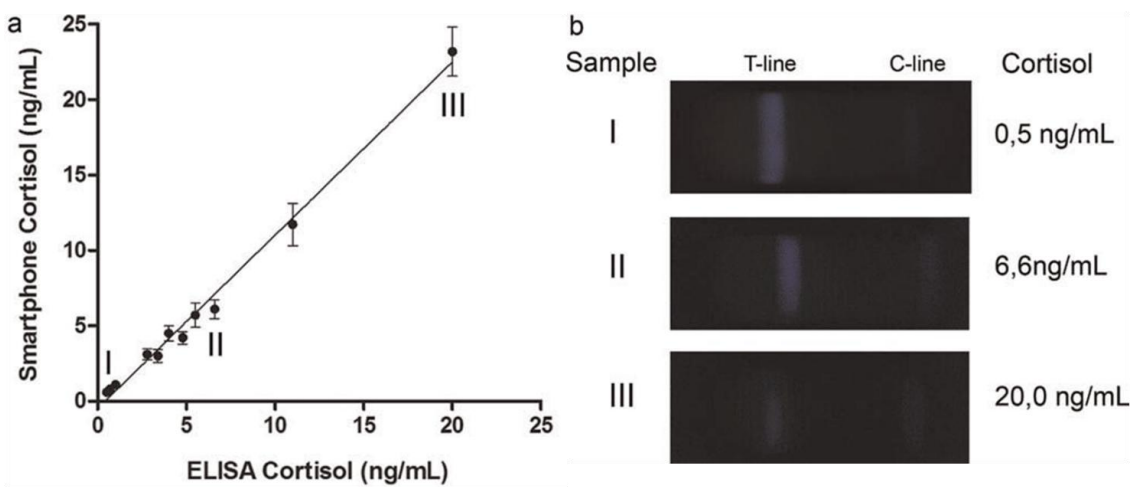 a
25
20
15
10
5
0
0 5 10 15 20 25
Smartphone Cortisol (ng/mL)
ELISA Cortisol (ng/mL)
I
II
III
b
Sample T-line C-line Cortisol
I 0,5 ng/mL
II 6,6ng/mL
III 20,0 ng/mL